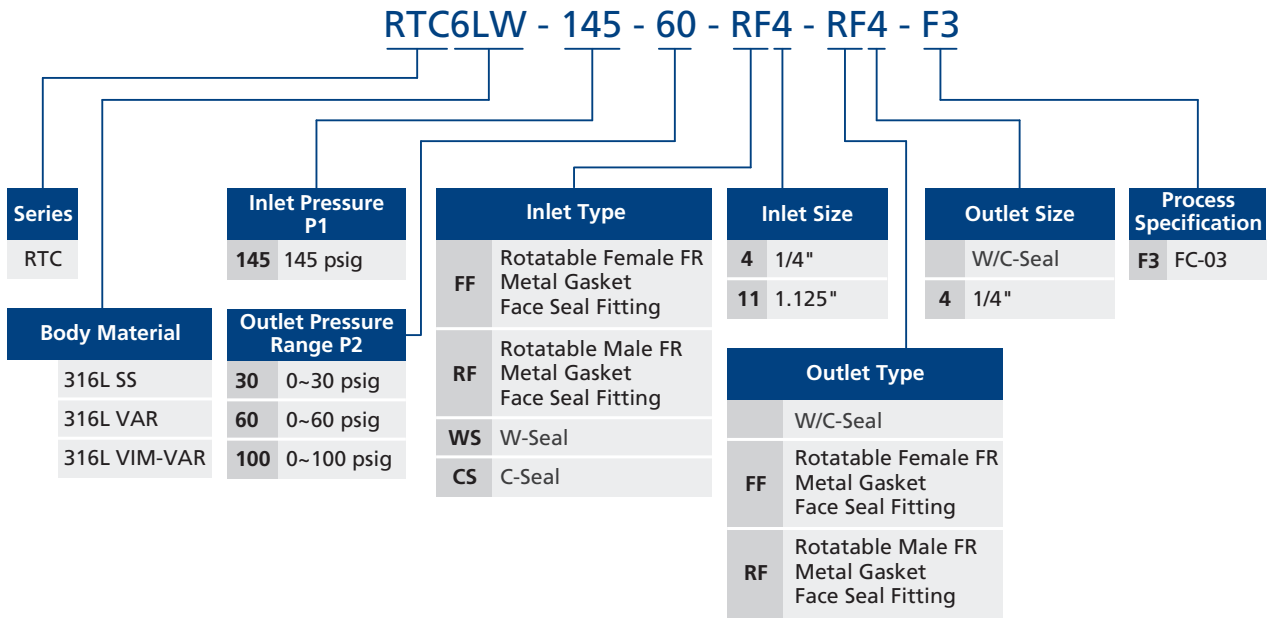 RTC6LW - 145 - 60 - RF4 - RF4 - F3
Series
RTC
Body Material
316L SS
316L VAR
316L VIM-VAR
Inlet Pressure
P1
145 145 psig
Outlet Pressure
Range P2
30 0~30 psig
60 0~60 psig
100 0~100 psig
Inlet Type
FF Rotatable Female FR
Metal Gasket
Face Seal Fitting
RF Rotatable Male FR
Metal Gasket
Face Seal Fitting
WS W-Seal
CS C-Seal
Inlet Size
4 1/4"
11 1.125"
Outlet Type
W/C-Seal
FF Rotatable Female FR
Metal Gasket
Face Seal Fitting
RF Rotatable Male FR
Metal Gasket
Face Seal Fitting
Outlet Size
W/C-Seal
4 1/4"
Process
Specification
F3 FC-03